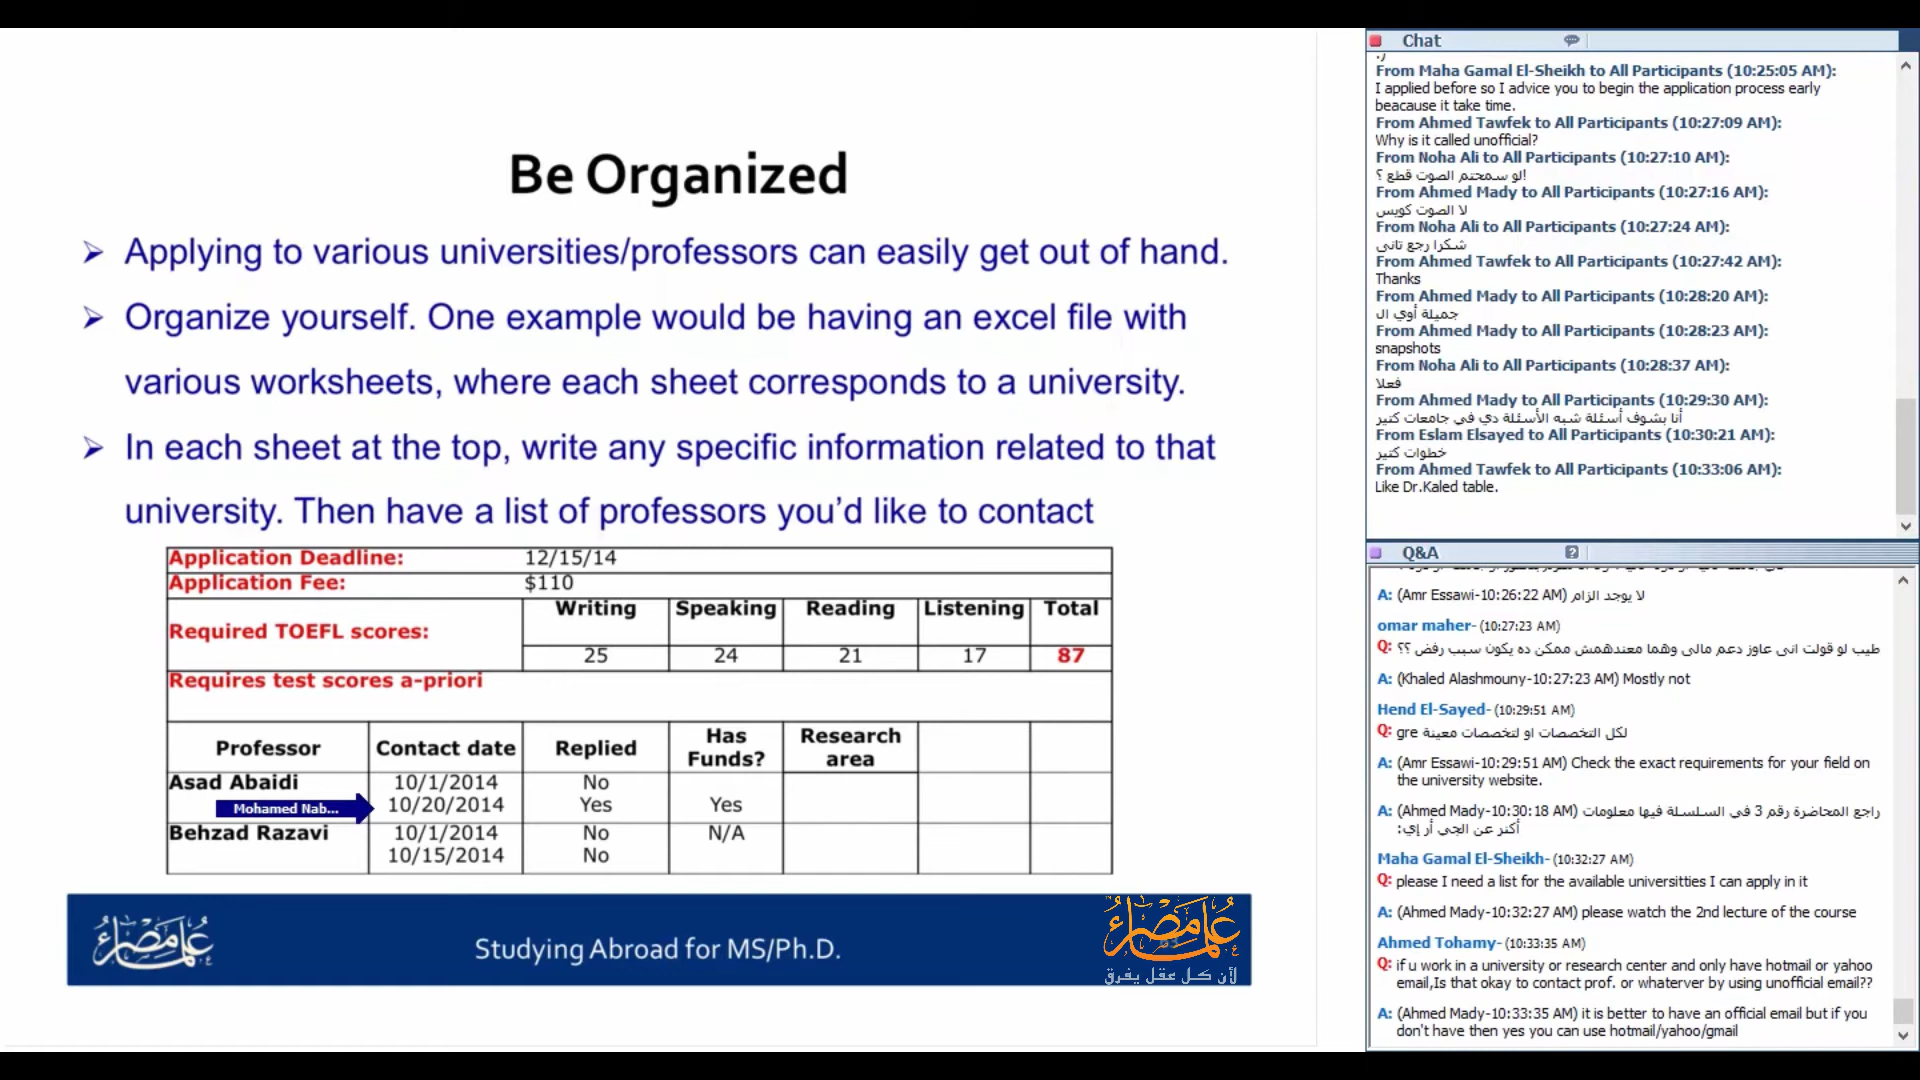 Be Organized
Applying to various universities/professors can easily get out of hand.
Organize yourself. One example would be having an excel file with
various worksheets, where each sheet corresponds to a university.
In each sheet at the top, write any specific information related to that
university. Then have a list of professors you'd like to contact
Application Deadline: 12/15/14
Application Fee: $110
Writing Speaking Reading Listening Total
Required TOEFL scores:
25 24 21 17 87
Requires test scores a-priori
Professor Contact date Replied Has Funds? Research area
Asad Abaidi 10/1/2014 No
Mohamed Nab... 10/20/2014 Yes Yes
Behzad Razavi 10/1/2014 No N/A
10/15/2014 No
علماء مصر
Studying Abroad for MS/Ph.D.
علماء مصر
لأن كل عقل يفرق
Chat
From Maha Gamal El-Sheikh to All Participants (10:25:05 AM):
I applied before so I advice you to begin the application process early
beacause it take time.
From Ahmed Tawfek to All Participants (10:27:09 AM):
Why is it called unofficial?
From Noha Ali to All Participants (10:27:10 AM):
لو سمحتم الصوت قطع ؟!
From Ahmed Mady to All Participants (10:27:16 AM):
لا الصوت كويس
From Noha Ali to All Participants (10:27:24 AM):
شكرا رجع تانى
From Ahmed Tawfek to All Participants (10:27:42 AM):
Thanks
From Ahmed Mady to All Participants (10:28:20 AM):
جميلة أوي ال
From Ahmed Mady to All Participants (10:28:23 AM):
snapshots
From Noha Ali to All Participants (10:28:37 AM):
فعلا
From Ahmed Mady to All Participants (10:29:30 AM):
أنا بشوف أسئلة شبه الأسئلة دي في جامعات كتير
From Eslam Elsayed to All Participants (10:30:21 AM):
خطوات كتير
From Ahmed Tawfek to All Participants (10:33:06 AM):
Like Dr.Kaled table.
Q&A
A: (Amr Essawi-10:26:22 AM) لا يوجد الزام
omar maher- (10:27:23 AM)
Q: طيب لو قولت انى عاوز دعم مالى وهما معندهمش ممكن ده يكون سبب رفض ؟؟
A: (Khaled Alashmouny-10:27:23 AM) Mostly not
Hend El-Sayed- (10:29:51 AM)
Q: gre لكل التخصصات او لتخصصات معينة
A: (Amr Essawi-10:29:51 AM) Check the exact requirements for your field on
the university website.
A: (Ahmed Mady-10:30:18 AM) راجع المحاضرة رقم 3 في السلسلة فيها معلومات
أكتر عن الجي أر إي:
Maha Gamal El-Sheikh- (10:32:27 AM)
Q: please I need a list for the available universitties I can apply in it
A: (Ahmed Mady-10:32:27 AM) please watch the 2nd lecture of the course
Ahmed Tohamy- (10:33:35 AM)
Q: if u work in a university or research center and only have hotmail or yahoo
email,Is that okay to contact prof. or whaterver by using unofficial email??
A: (Ahmed Mady-10:33:35 AM) it is better to have an official email but if you
don't have then yes you can use hotmail/yahoo/gmail